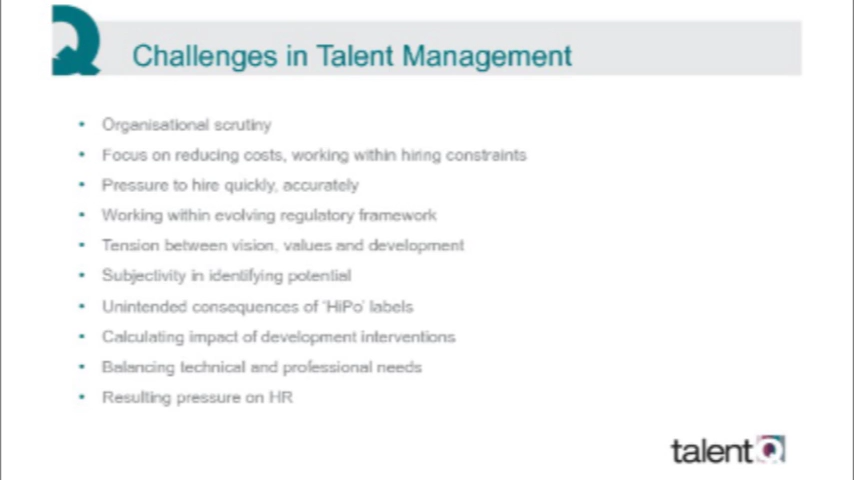 Challenges in Talent Management
• Organisational scrutiny
• Focus on reducing costs, working within hiring constraints
• Pressure to hire quickly, accurately
• Working within evolving regulatory framework
• Tension between vision, values and development
• Subjectivity in identifying potential
• Unintended consequences of 'HiPo' labels
• Calculating impact of development interventions
• Balancing technical and professional needs
• Resulting pressure on HR
talentQ